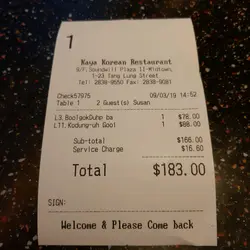 1
Kaya Korean Restaurant
6/F Soundwill Plaza II-Midtown,
1-23 Tang Lung Street
Tel: 2838-9550 Fax: 2838-9081
Check57975 09/03/19 14:52
Table 1 2 Guest(s) Susan
L3.BoolgokDuho ba 1 $78.00
L11.Kodung-uh Gooi 1 $88.00
Sub-total $166.00
Service Charge $16.60
Total $183.00
SIGN:
Welcome & Please Come back